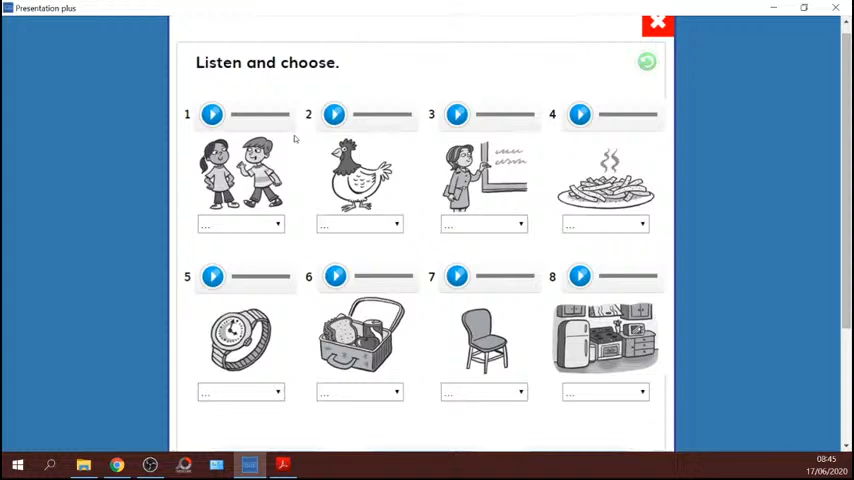 Presentation plus
Listen and choose.
1 2 3 4
... ... ... ...
5 6 7 8
... ... ... ...
08:45
17/06/2020